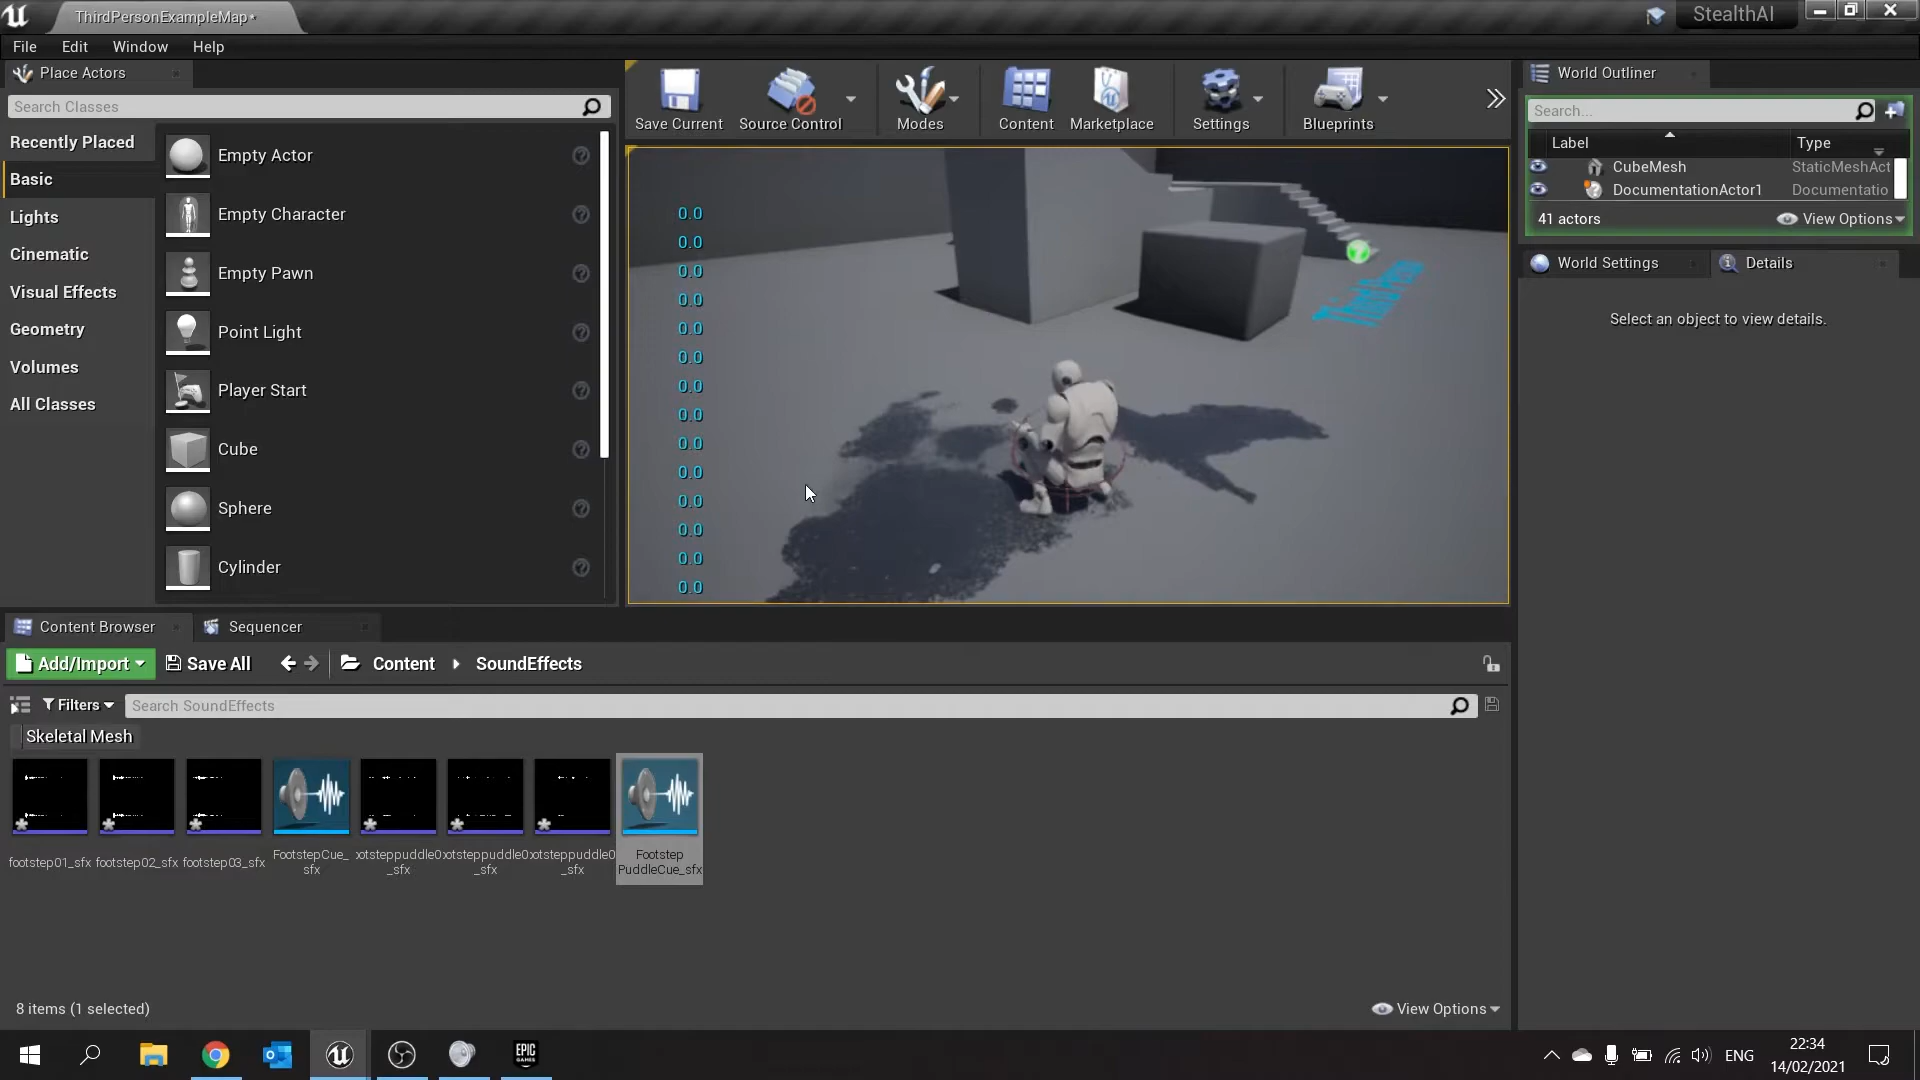 ThirdPersonExampleMap•
StealthAI
File
Edit
Window
Help
Place Actors
Search Classes
Recently Placed
Basic
Lights
Cinematic
Visual Effects
Geometry
Volumes
All Classes
Empty Actor
Empty Character
Empty Pawn
Point Light
Player Start
Cube
Sphere
Cylinder
Save Current
Source Control
Modes
Content
Marketplace
Settings
Blueprints
0.0
0.0
0.0
0.0
0.0
0.0
0.0
0.0
0.0
0.0
0.0
0.0
0.0
0.0
World Outliner
Search...
Label
Type
CubeMesh
StaticMeshAct
DocumentationActor1
Documentatio
41 actors
View Options
World Settings
Details
Select an object to view details.
Content Browser
Sequencer
Add/Import
Save All
Content
SoundEffects
Filters
Search SoundEffects
Skeletal Mesh
footstep01_sfx
footstep02_sfx
footstep03_sfx
FootstepCue_
sfx
otsteppuddle0
_sfx
otsteppuddle0
_sfx
otsteppuddle0
_sfx
Footstep
PuddleCue_sfx
8 items (1 selected)
View Options
EPIC
GAMES
ENG
22:34
14/02/2021